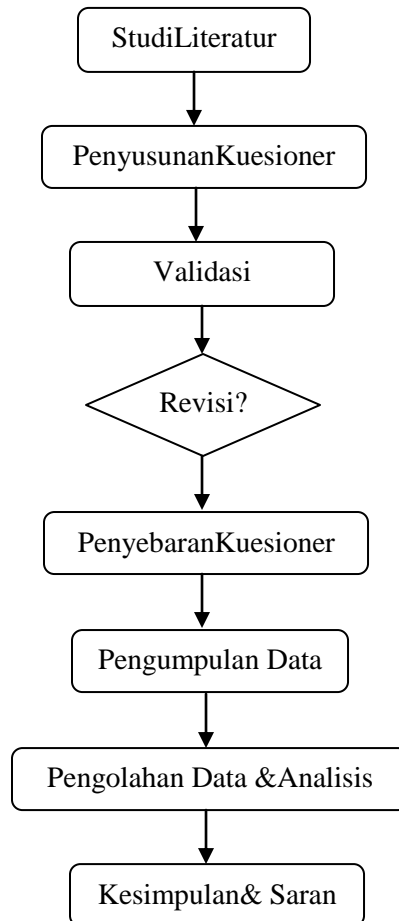 StudiLiteratur
PenyusunanKuesioner
Validasi
Revisi?
PenyebaranKuesioner
Pengumpulan Data
Pengolahan Data &Analisis
Kesimpulan& Saran